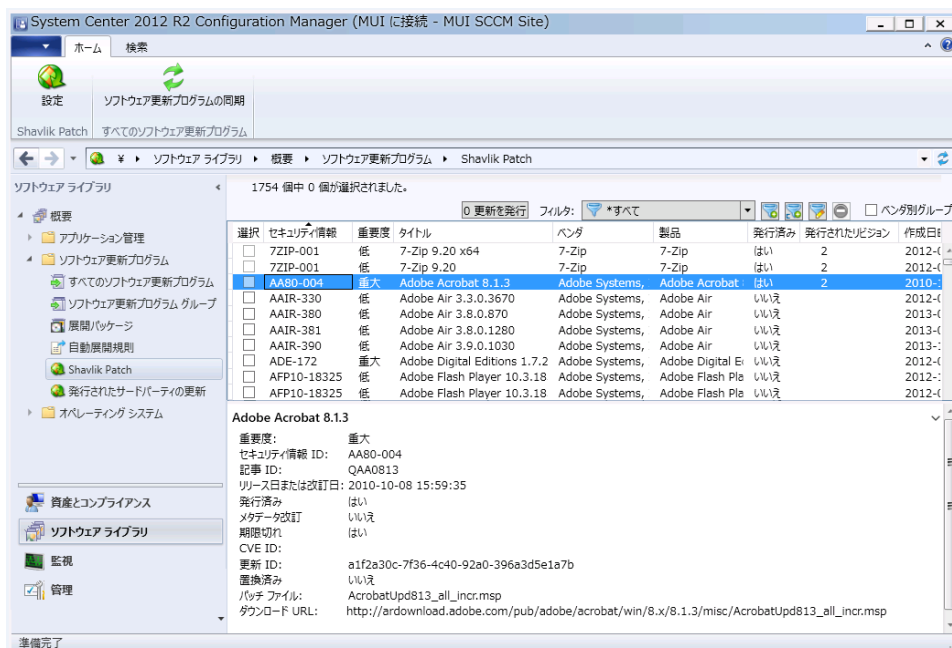 System Center 2012 R2 Configuration Manager (MUI に接続 - MUI SCCM Site)
ホーム 検索
設定 ソフトウェア更新プログラムの同期
Shavlik Patch すべてのソフトウェア更新プログラム
¥ ソフトウェア ライブラリ 概要 ソフトウェア更新プログラム Shavlik Patch
ソフトウェア ライブラリ
概要
アプリケーション管理
ソフトウェア更新プログラム
すべてのソフトウェア更新プログラム
ソフトウェア更新プログラム グループ
展開パッケージ
自動展開規則
Shavlik Patch
発行されたサードパーティの更新
オペレーティング システム
資産とコンプライアンス
ソフトウェア ライブラリ
監視
管理
1754 個中 0 個が選択されました。
0 更新を発行 フィルタ: *すべて ベンダ別グループ
選択 セキュリティ情報 重要度 タイトル ベンダ 製品 発行済み 発行されたリビジョン 作成日時
7ZIP-001 低 7-Zip 9.20 x64 7-Zip 7-Zip はい 2 2012-(
7ZIP-001 低 7-Zip 9.20 7-Zip 7-Zip はい 2 2012-(
AA80-004 重大 Adobe Acrobat 8.1.3 Adobe Systems, Adobe Acrobat はい 2 2010-:
AAIR-330 低 Adobe Air 3.3.0.3670 Adobe Systems, Adobe Air いいえ 2012-(
AAIR-380 低 Adobe Air 3.8.0.870 Adobe Systems, Adobe Air いいえ 2013-(
AAIR-381 低 Adobe Air 3.8.0.1280 Adobe Systems, Adobe Air いいえ 2013-(
AAIR-390 低 Adobe Air 3.9.0.1030 Adobe Systems, Adobe Air いいえ 2013-:
ADE-172 重大 Adobe Digital Editions 1.7.2 Adobe Systems, Adobe Digital E いいえ 2012-(
AFP10-18325 低 Adobe Flash Player 10.3.18 Adobe Systems, Adobe Flash Pla いいえ 2012-:
AFP10-18325 低 Adobe Flash Player 10.3.18 Adobe Systems, Adobe Flash Pla いいえ 2012-(
Adobe Acrobat 8.1.3
重要度: 重大
セキュリティ情報 ID: AA80-004
記事 ID: QAA0813
リリース日または改訂日: 2010-10-08 15:59:35
発行済み はい
メタデータ改訂 いいえ
期限切れ はい
CVE ID:
更新 ID: a1f2a30c-7f36-4c40-92a0-396a3d5e1a7b
置換済み いいえ
パッチ ファイル: AcrobatUpd813_all_incr.msp
ダウンロード URL: http://ardownload.adobe.com/pub/adobe/acrobat/win/8.x/8.1.3/misc/AcrobatUpd813_all_incr.msp
準備完了